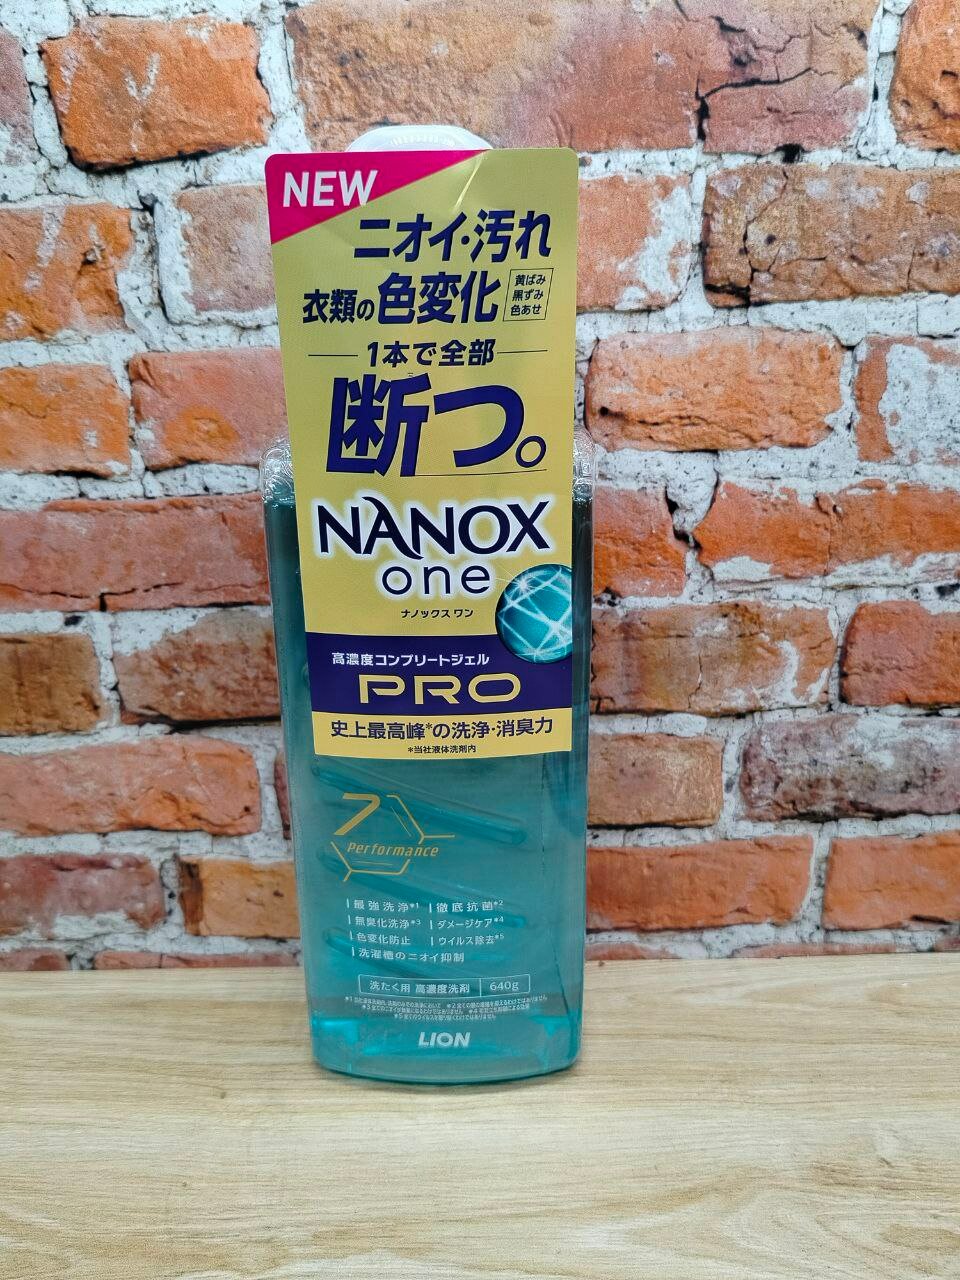 NEW
ニオイ・汚れ
衣類の色変化
黄ばみ
黒ずみ
色あせ
1本で全部
断つ。
NANOX
one
ナノックス ワン
高濃度コンプリートジェル
PRO
史上最高峰*の洗浄・消臭力
*当社液体洗剤内
7
Performance
最強洗浄*1
徹底抗菌*2
無臭化洗浄*3
ダメージケア*4
色変化防止
ウイルス除去*5
洗濯槽のニオイ抑制
洗たく用 高濃度洗剤
640g
LION